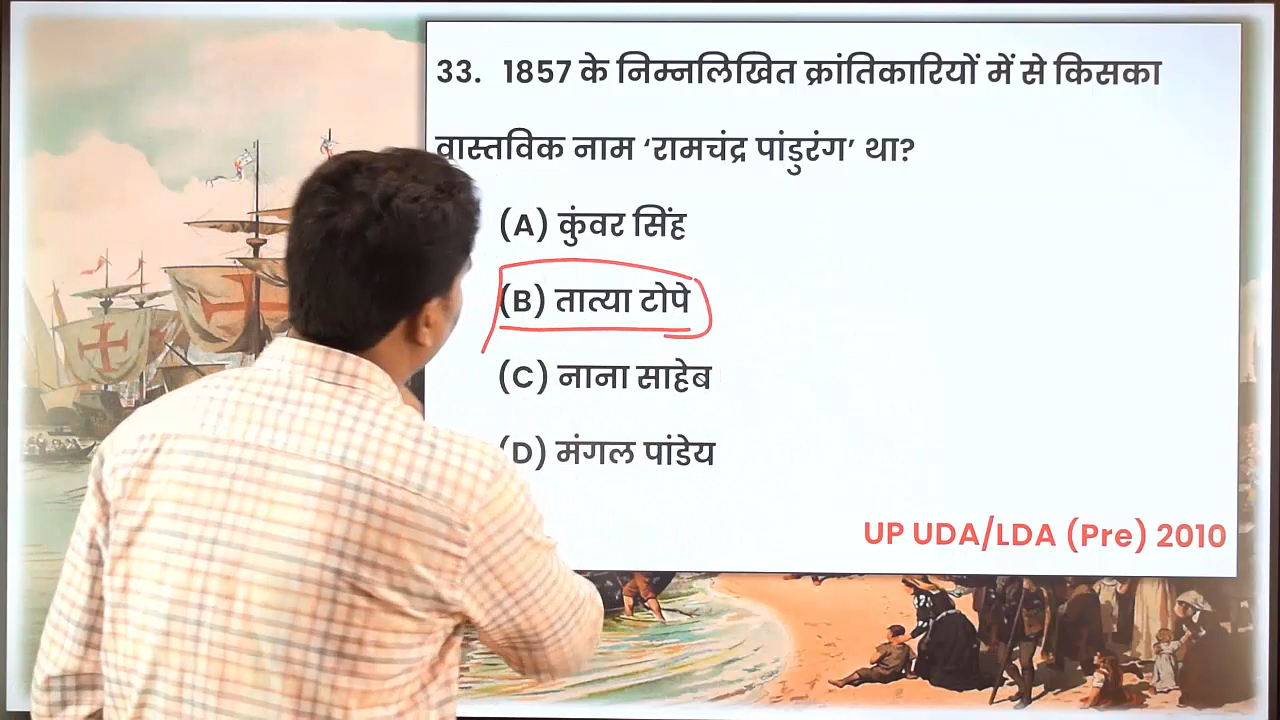 33. 1857 के निम्नलिखित क्रांतिकारियों में से किसका
वास्तविक नाम ‘रामचंद्र पांडुरंग’ था?
(A) कुंवर सिंह
(B) तात्या टोपे
(C) नाना साहेब
(D) मंगल पांडेय
UP UDA/LDA (Pre) 2010